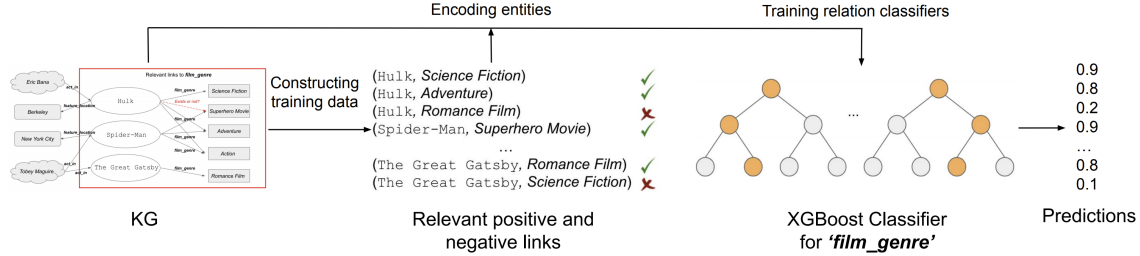 Encoding entities
Training relation classifiers
Relevant links to film_genre
Eric Bana
act_in
Hulk
film_genre
Science Fiction
Exists or not?
Superhero Movie
Berkeley
feature_location
film_genre
New York City
feature_location
Spider-Man
film_genre
Adventure
film_genre
Action
Tobey Maguire
act_in
act_in
The Great Gatsby
film_genre
Romance Film
KG
Constructing
training data
(Hulk, Science Fiction)
(Hulk, Adventure)
(Hulk, Romance Film)
(Spider-Man, Superhero Movie)
...
(The Great Gatsby, Romance Film)
(The Great Gatsby, Science Fiction)
Relevant positive and
negative links
...
XGBoost Classifier
for 'film_genre'
0.9
0.8
0.2
0.9
...
0.8
0.1
Predictions